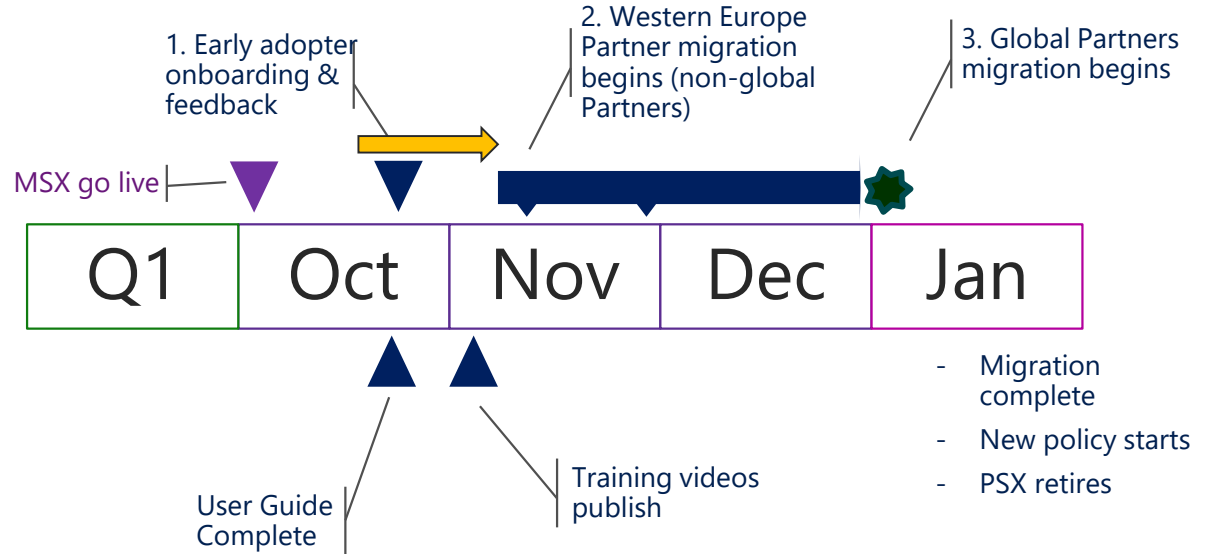 1. Early adopter
onboarding &
feedback
2. Western Europe
Partner migration
begins (non-global
Partners)
3. Global Partners
migration begins
MSX go live
Q1
Oct
Nov
Dec
Jan
User Guide
Complete
Training videos
publish
- Migration
complete
- New policy starts
- PSX retires